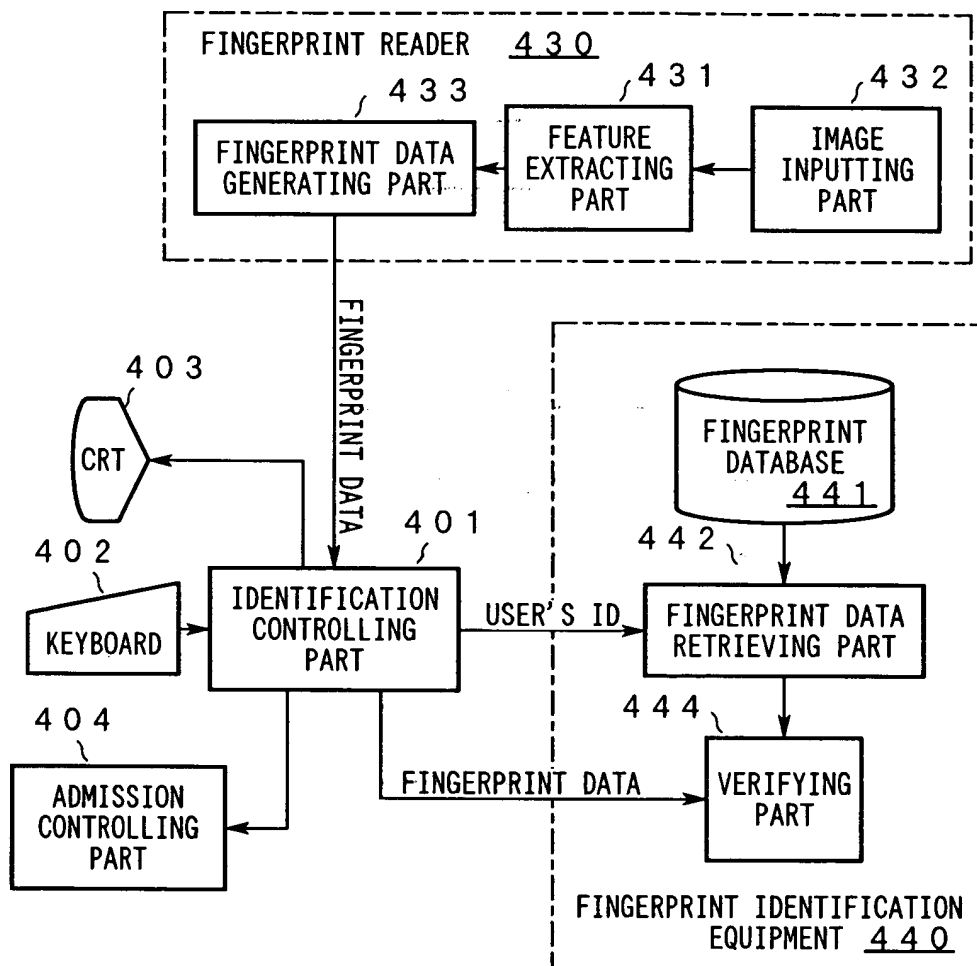 FINGERPRINT READER 430
433
431
432
FINGERPRINT DATA
GENERATING PART
FEATURE
EXTRACTING
PART
IMAGE
INPUTTING
PART
FINGERPRINT DATA
403
CRT
FINGERPRINT
DATABASE
441
401
402
442
IDENTIFICATION
CONTROLLING
PART
KEYBOARD
USER'S ID
FINGERPRINT DATA
RETRIEVING PART
404
444
ADMISSION
CONTROLLING
PART
FINGERPRINT DATA
VERIFYING
PART
FINGERPRINT IDENTIFICATION
EQUIPMENT 440